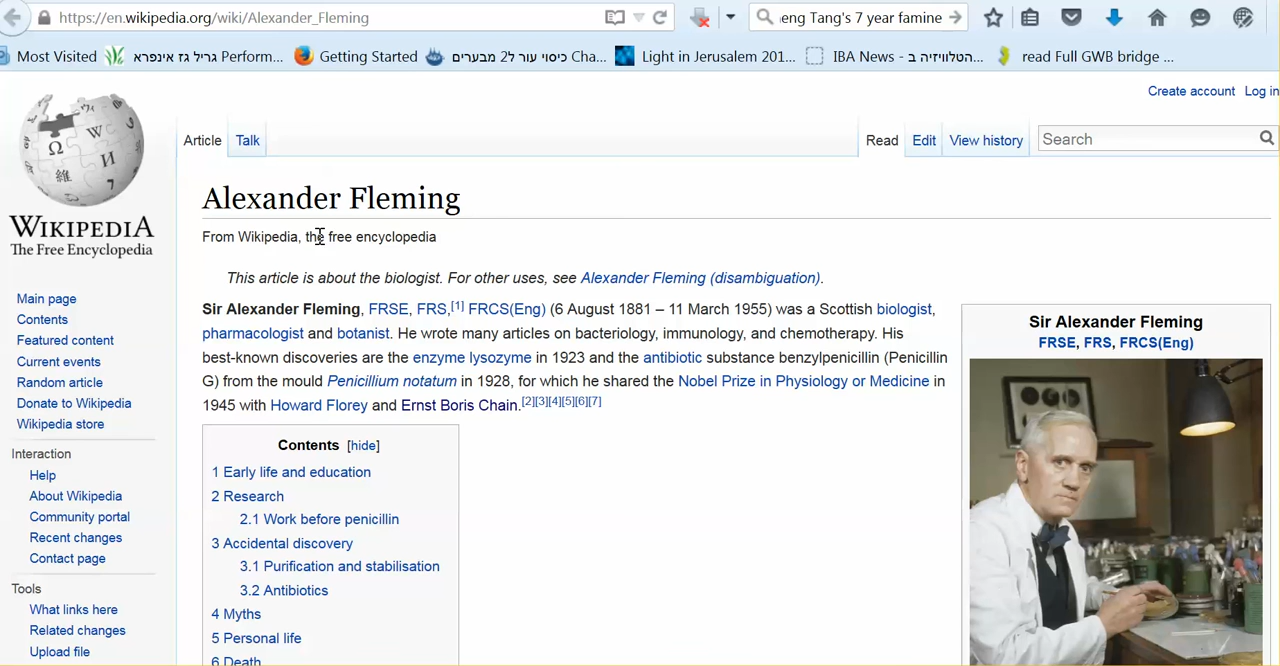 https://en.wikipedia.org/wiki/Alexander_Fleming
eng Tang's 7 year famine
Most Visited
גריל גז אינפרא Perform...
Getting Started
כיסוי עור ל2 מבערים Cha...
Light in Jerusalem 201...
IBA News - הטלוויזיה ב...
read Full GWB bridge ...
Create account Log in
Article Talk
Read Edit View history
Search
WIKIPEDIA
The Free Encyclopedia
Main page
Contents
Featured content
Current events
Random article
Donate to Wikipedia
Wikipedia store
Interaction
Help
About Wikipedia
Community portal
Recent changes
Contact page
Tools
What links here
Related changes
Upload file
Alexander Fleming
From Wikipedia, the free encyclopedia
This article is about the biologist. For other uses, see Alexander Fleming (disambiguation).
Sir Alexander Fleming, FRSE, FRS,[1] FRCS(Eng) (6 August 1881 – 11 March 1955) was a Scottish biologist,
pharmacologist and botanist. He wrote many articles on bacteriology, immunology, and chemotherapy. His
best-known discoveries are the enzyme lysozyme in 1923 and the antibiotic substance benzylpenicillin (Penicillin
G) from the mould Penicillium notatum in 1928, for which he shared the Nobel Prize in Physiology or Medicine in
1945 with Howard Florey and Ernst Boris Chain.[2][3][4][5][6][7]
Contents [hide]
1 Early life and education
2 Research
2.1 Work before penicillin
3 Accidental discovery
3.1 Purification and stabilisation
3.2 Antibiotics
4 Myths
5 Personal life
6 Death
Sir Alexander Fleming
FRSE, FRS, FRCS(Eng)